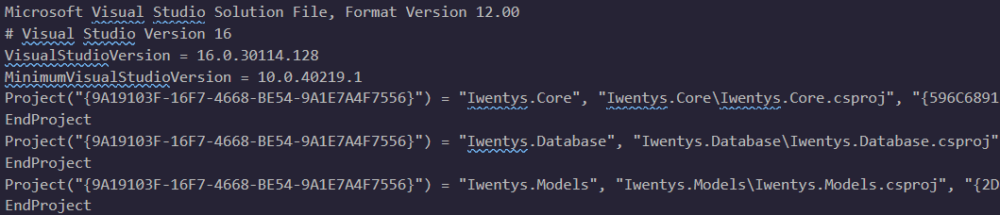 Microsoft Visual Studio Solution File, Format Version 12.00
# Visual Studio Version 16
VisualStudioVersion = 16.0.30114.128
MinimumVisualStudioVersion = 10.0.40219.1
Project("{9A19103F-16F7-4668-BE54-9A1E7A4F7556}") = "Iwentys.Core", "Iwentys.Core\Iwentys.Core.csproj", "{596C6891
EndProject
Project("{9A19103F-16F7-4668-BE54-9A1E7A4F7556}") = "Iwentys.Database", "Iwentys.Database\Iwentys.Database.csproj"
EndProject
Project("{9A19103F-16F7-4668-BE54-9A1E7A4F7556}") = "Iwentys.Models", "Iwentys.Models\Iwentys.Models.csproj", "{2D
EndProject